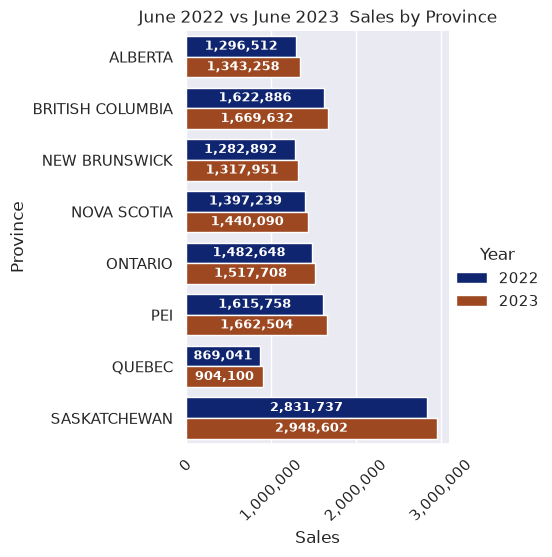 June 2022 vs June 2023  Sales by Province
Province
ALBERTA
1,296,512
1,343,258
BRITISH COLUMBIA
1,622,886
1,669,632
NEW BRUNSWICK
1,282,892
1,317,951
NOVA SCOTIA
1,397,239
1,440,090
ONTARIO
1,482,648
1,517,708
PEI
1,615,758
1,662,504
QUEBEC
869,041
904,100
SASKATCHEWAN
2,831,737
2,948,602
0
1,000,000
2,000,000
3,000,000
Sales
Year
2022
2023